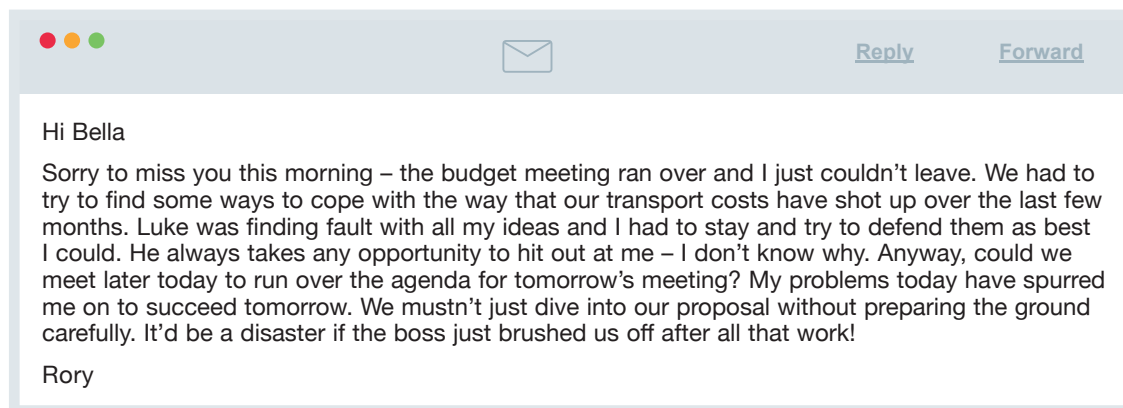 Reply Forward
Hi Bella
Sorry to miss you this morning – the budget meeting ran over and I just couldn’t leave. We had to
try to find some ways to cope with the way that our transport costs have shot up over the last few
months. Luke was finding fault with all my ideas and I had to stay and try to defend them as best
I could. He always takes any opportunity to hit out at me – I don’t know why. Anyway, could we
meet later today to run over the agenda for tomorrow’s meeting? My problems today have spurred
me on to succeed tomorrow. We mustn’t just dive into our proposal without preparing the ground
carefully. It’d be a disaster if the boss just brushed us off after all that work!
Rory